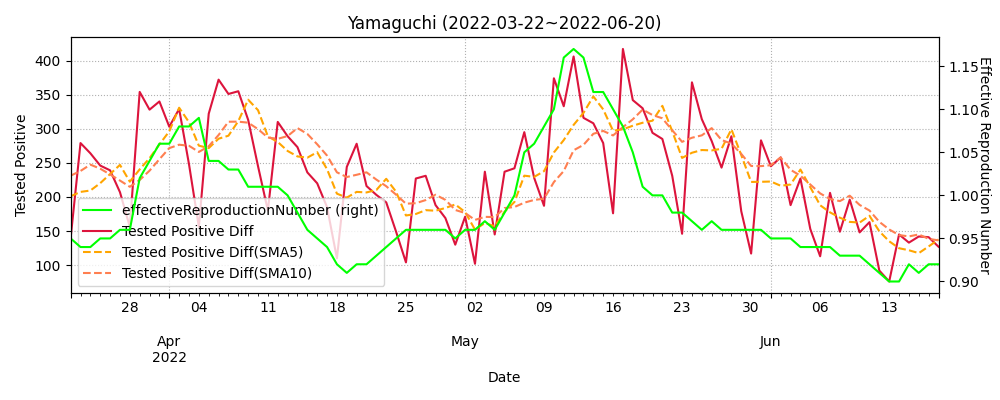 Yamaguchi (2022-03-22~2022-06-20)
Tested Positive
400
350
300
250
200
150
100
1.15
1.10
1.05
1.00
0.95
0.90
Effective Reproduction Number
effectiveReproductionNumber (right)
Tested Positive Diff
Tested Positive Diff(SMA5)
Tested Positive Diff(SMA10)
28 04 11 18 25 02 09 16 23 30 06 13
Apr May Jun
2022
Date